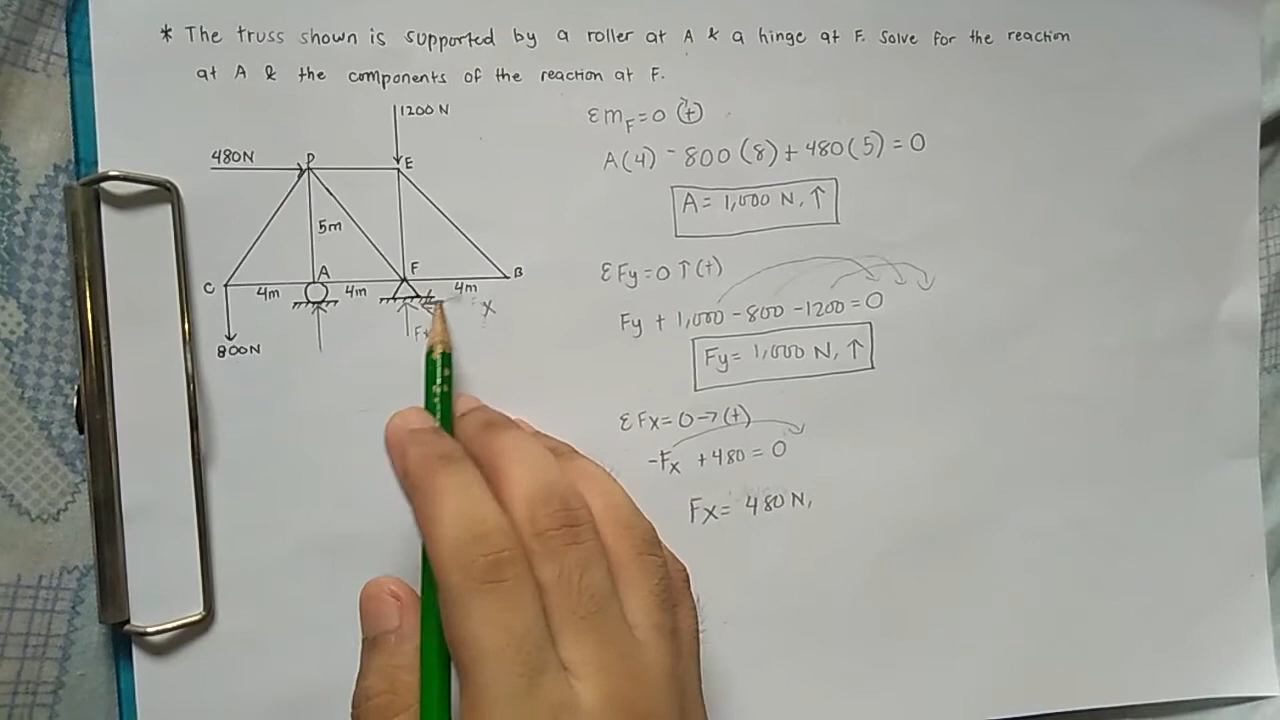 * The truss shown is supported by a roller at A & a hinge at F. Solve for the reaction
at A & the components of the reaction at F.
1200 N
480N
D
E
5m
C
A
F
B
4m
4m
4m
X
800N
ΣmF=0 (+)
A(4) - 800 (8) + 480 (5) = 0
A = 1,000 N, ↑
ΣFy=0 ↑(+)
Fy + 1,000 - 800 - 1200 = 0
Fy = 1,000 N, ↑
ΣFx=0 → (+)
-Fx + 480 = 0
Fx = 480 N,